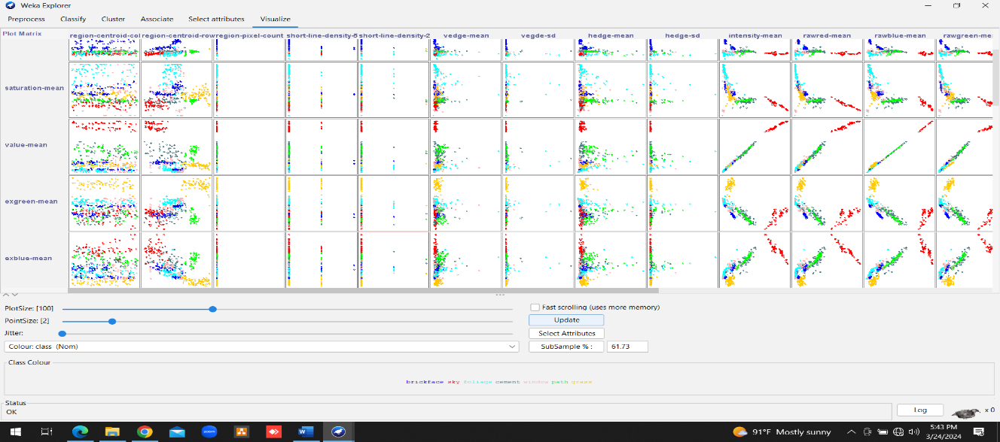 Weka Explorer
Preprocess Classify Cluster Associate Select attributes Visualize
Plot Matrix region-centroid-col region-centroid-row region-pixel-count short-line-density-5 short-line-density-2 vedge-mean vegde-sd hedge-mean hedge-sd intensity-mean rawred-mean rawblue-mean rawgreen-me
saturation-mean
value-mean
exgreen-mean
exblue-mean
PlotSize: [100]
Fast scrolling (uses more memory)
PointSize: [2]
Update
Jitter:
Select Attributes
Colour: class (Nom)
SubSample % : 61.73
Class Colour
brickface sky foliage cement window path grass
Status
OK
Log x 0
zoom
W
91°F Mostly sunny
5:43 PM
3/24/2024